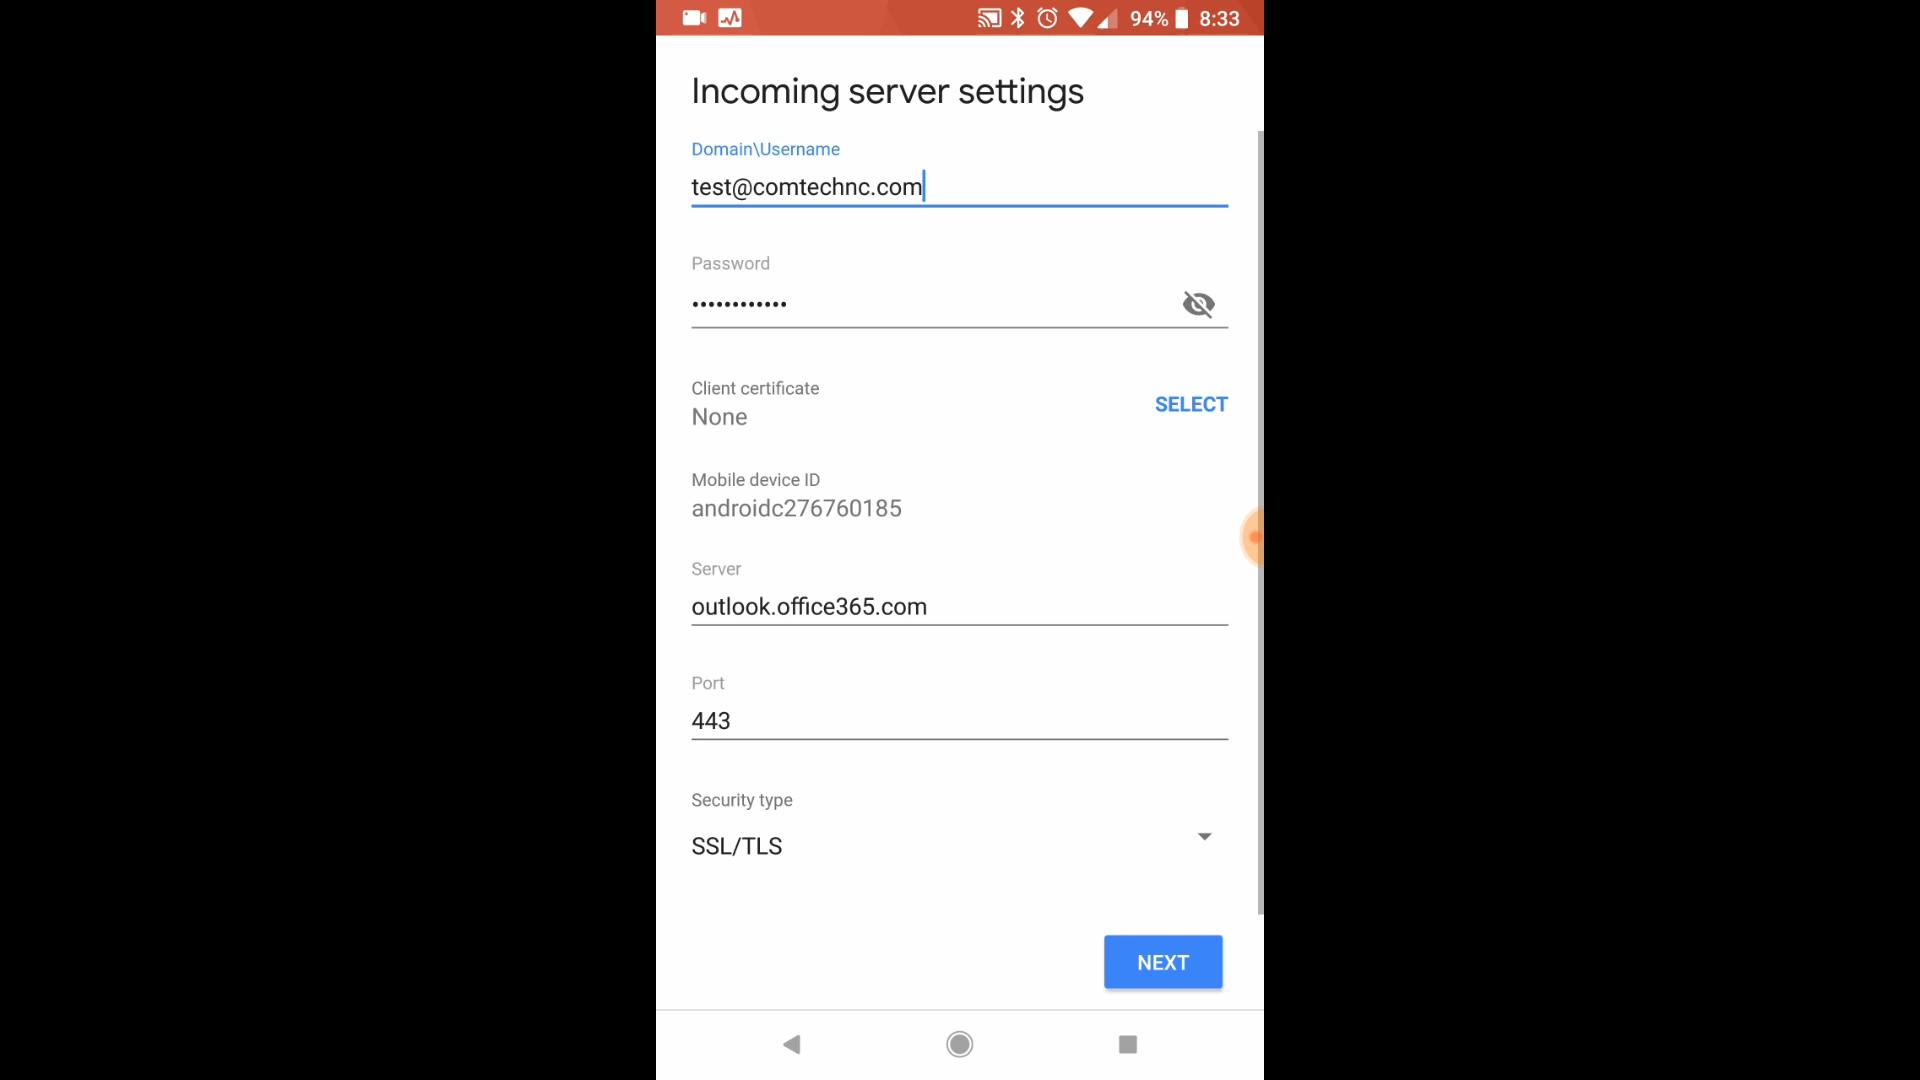 94% 8:33
Incoming server settings
Domain\Username
test@comtechnc.com
Password
••••••••••••
Client certificate
None
SELECT
Mobile device ID
androidc276760185
Server
outlook.office365.com
Port
443
Security type
SSL/TLS
NEXT